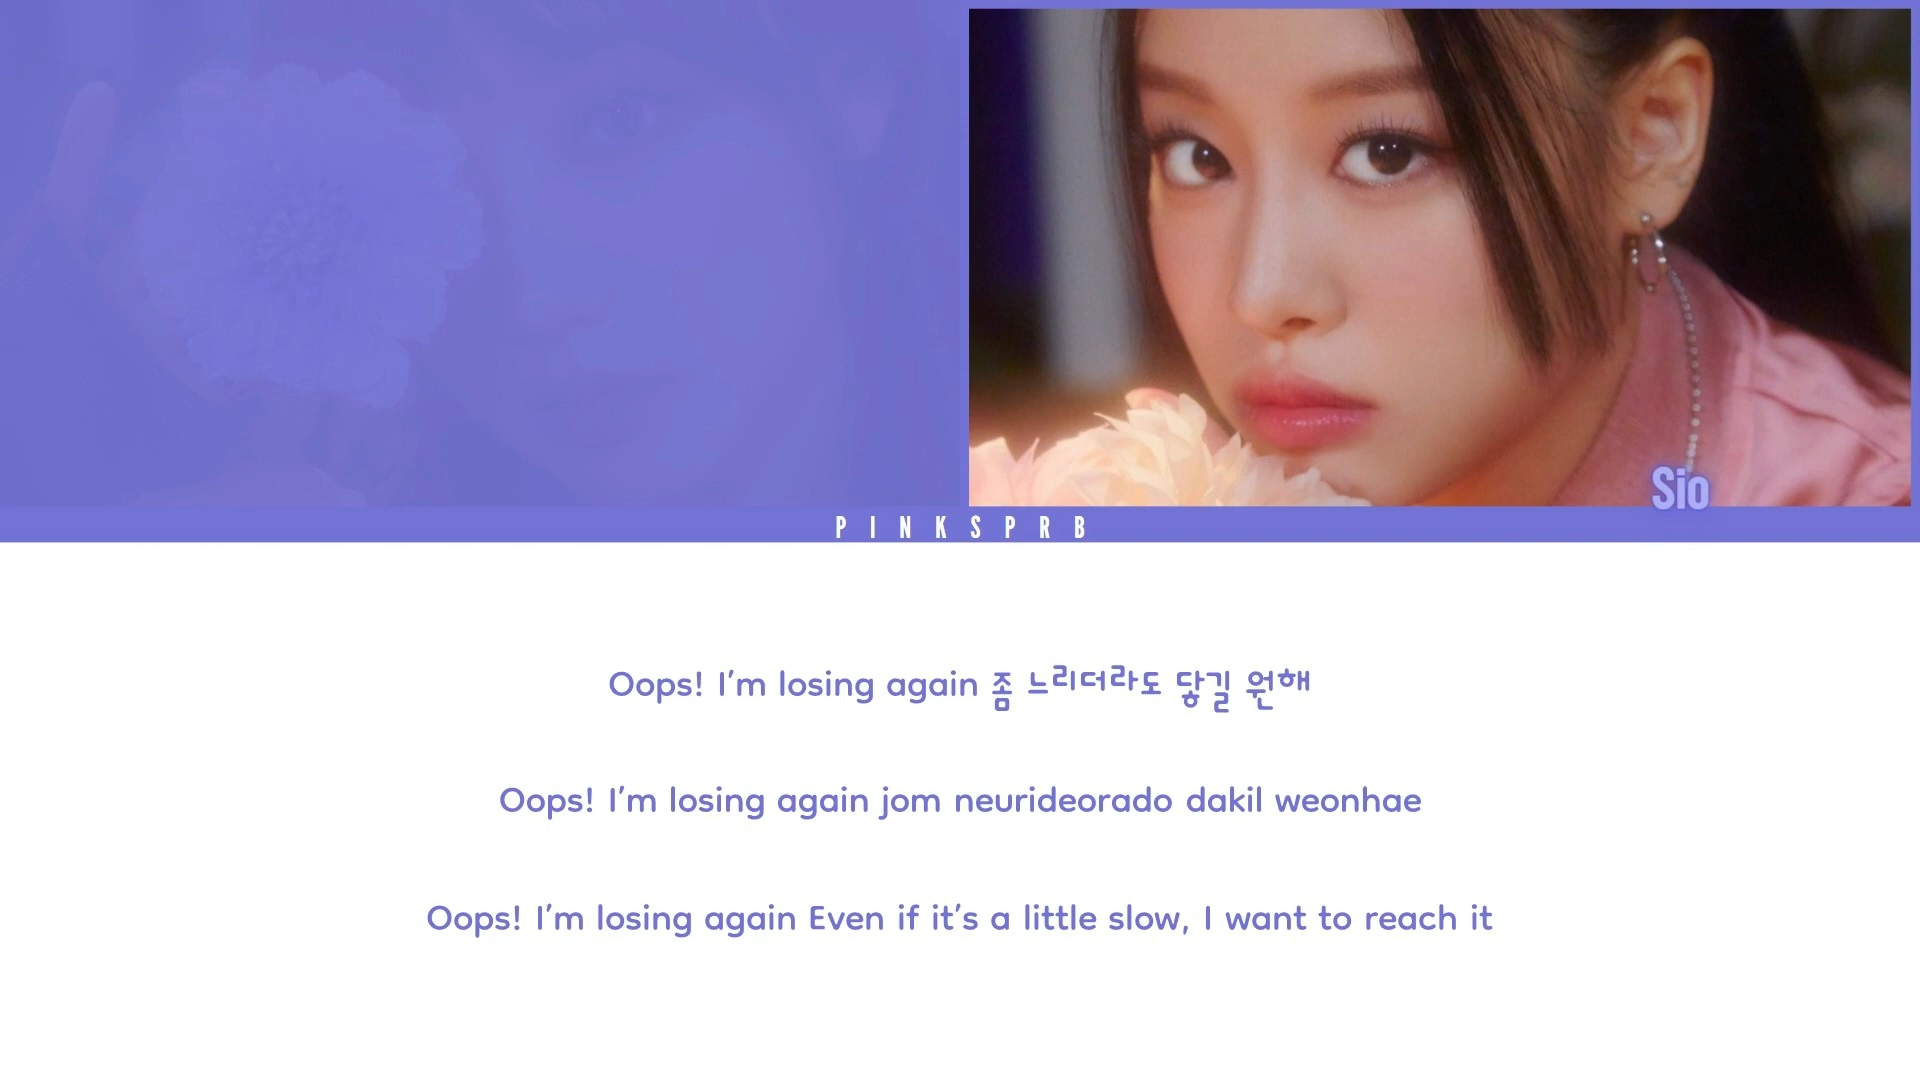 Sio
PINKSPRB
Oops! I'm losing again 좀 느리더라도 닿길 원해
Oops! I'm losing again jom neurideorado dakil weonhae
Oops! I'm losing again Even if it's a little slow, I want to reach it